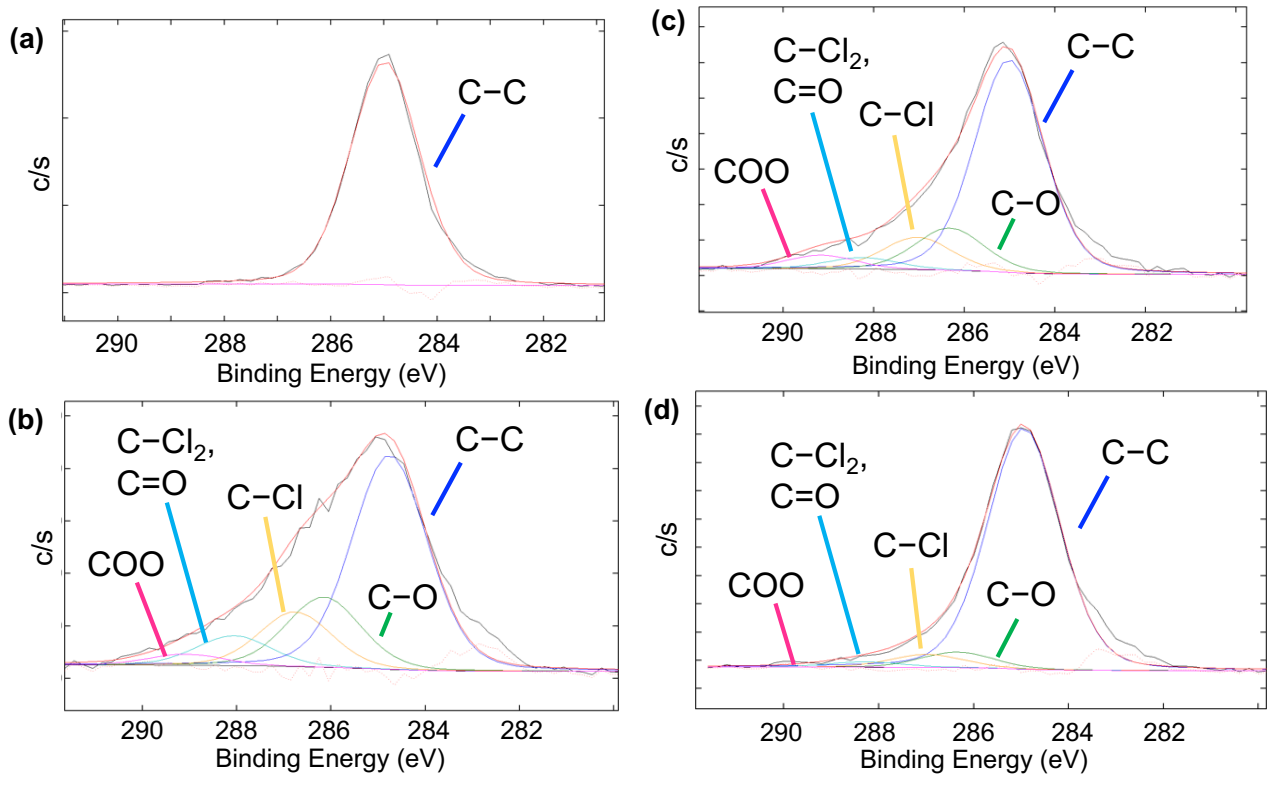 (a)
C−C
c/s
290 288 286 284 282
Binding Energy (eV)
(b)
C−Cl₂,
C=O
C−Cl
C−C
COO
C−O
c/s
290 288 286 284 282
Binding Energy (eV)
(c)
C−Cl₂,
C=O
C−Cl
C−C
COO
C−O
c/s
290 288 286 284 282
Binding Energy (eV)
(d)
C−Cl₂,
C=O
C−Cl
C−C
COO
C−O
c/s
290 288 286 284 282
Binding Energy (eV)